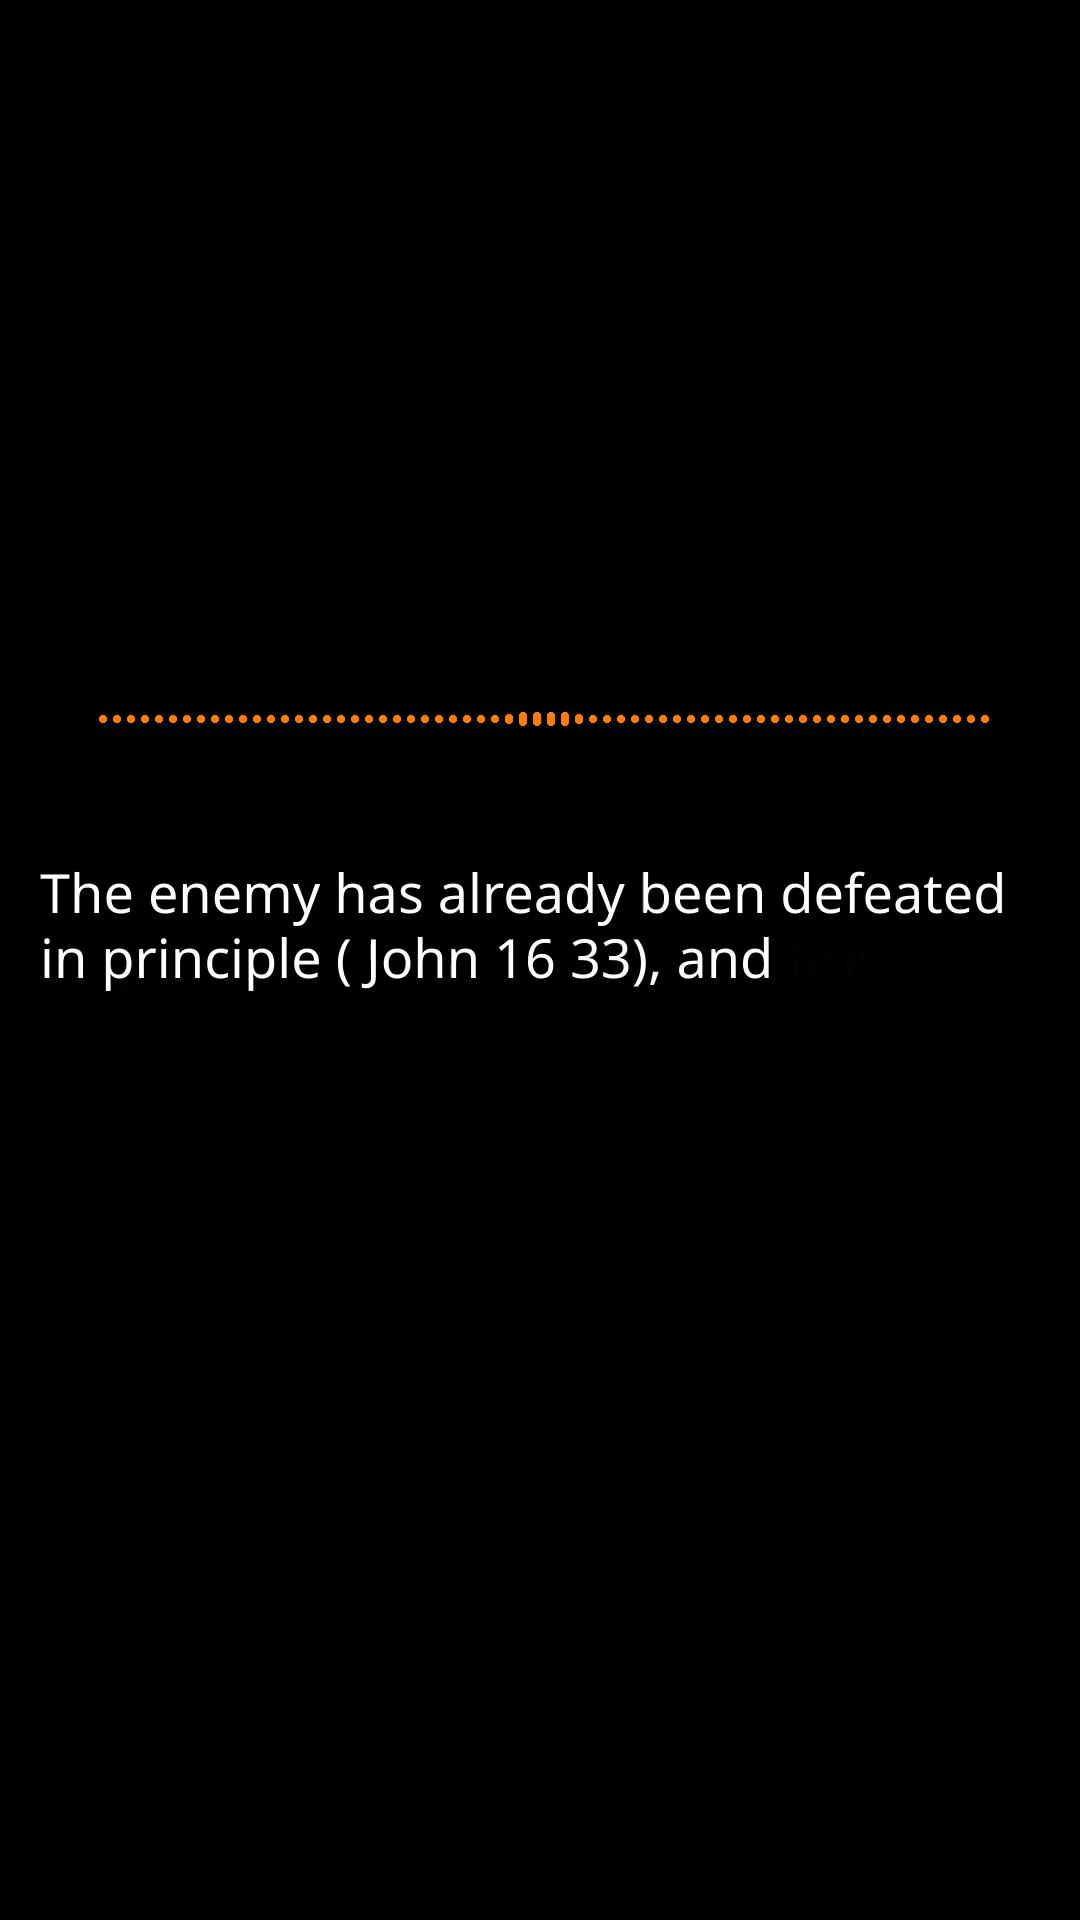 The enemy has already been defeated
in principle ( John 16 33), and